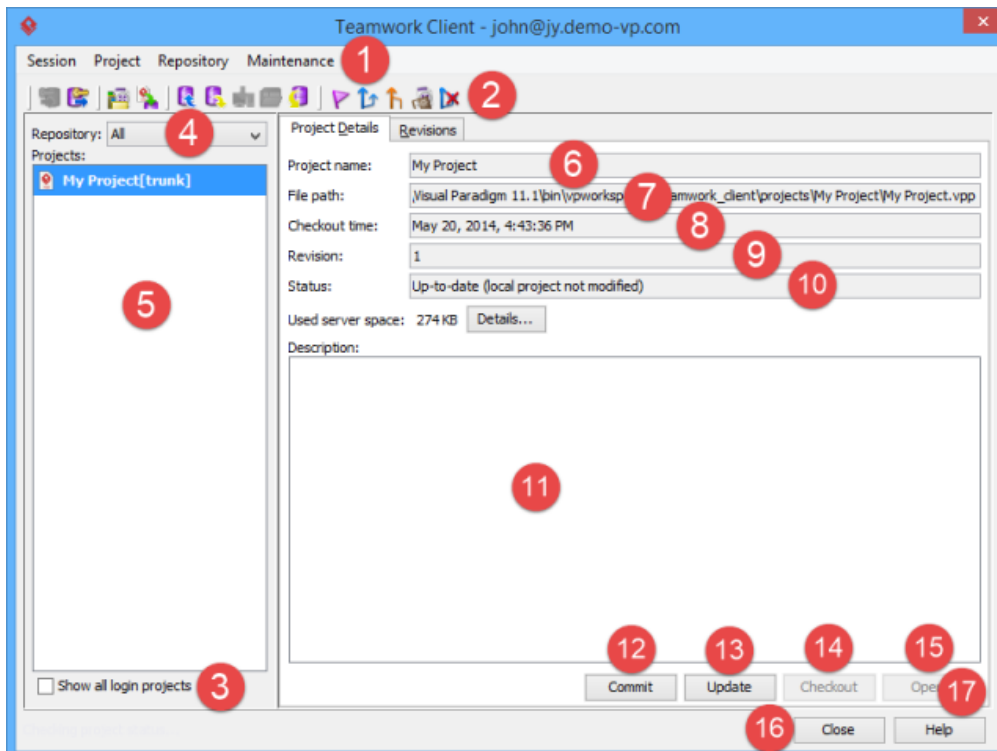 Teamwork Client - john@jy.demo-vp.com
Session Project Repository Maintenance 1
2
Repository: All 4
Projects:
My Project[trunk]
5
Show all login projects 3
Project Details Revisions
Project name: My Project 6
File path: Visual Paradigm 11.1\bin\vpworksp 7 amwork_client\projects\My Project\My Project.vpp
Checkout time: May 20, 2014, 4:43:36 PM 8
Revision: 1 9
Status: Up-to-date (local project not modified) 10
Used server space: 274 KB Details...
Description:
11
12 13 14 15
Commit Update Checkout Ope 17
16 Close Help